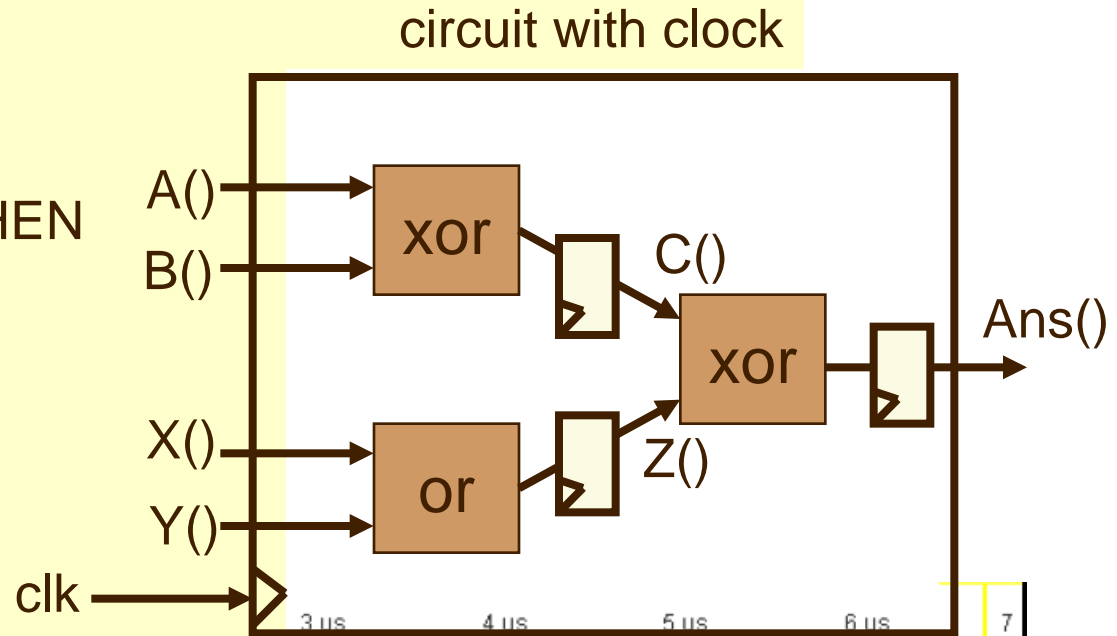 circuit with clock
A()
HEN
xor
B()
C()
Ans()
xor
X()
Z()
or
Y()
clk
3 us 4 us 5 us 6 us 7